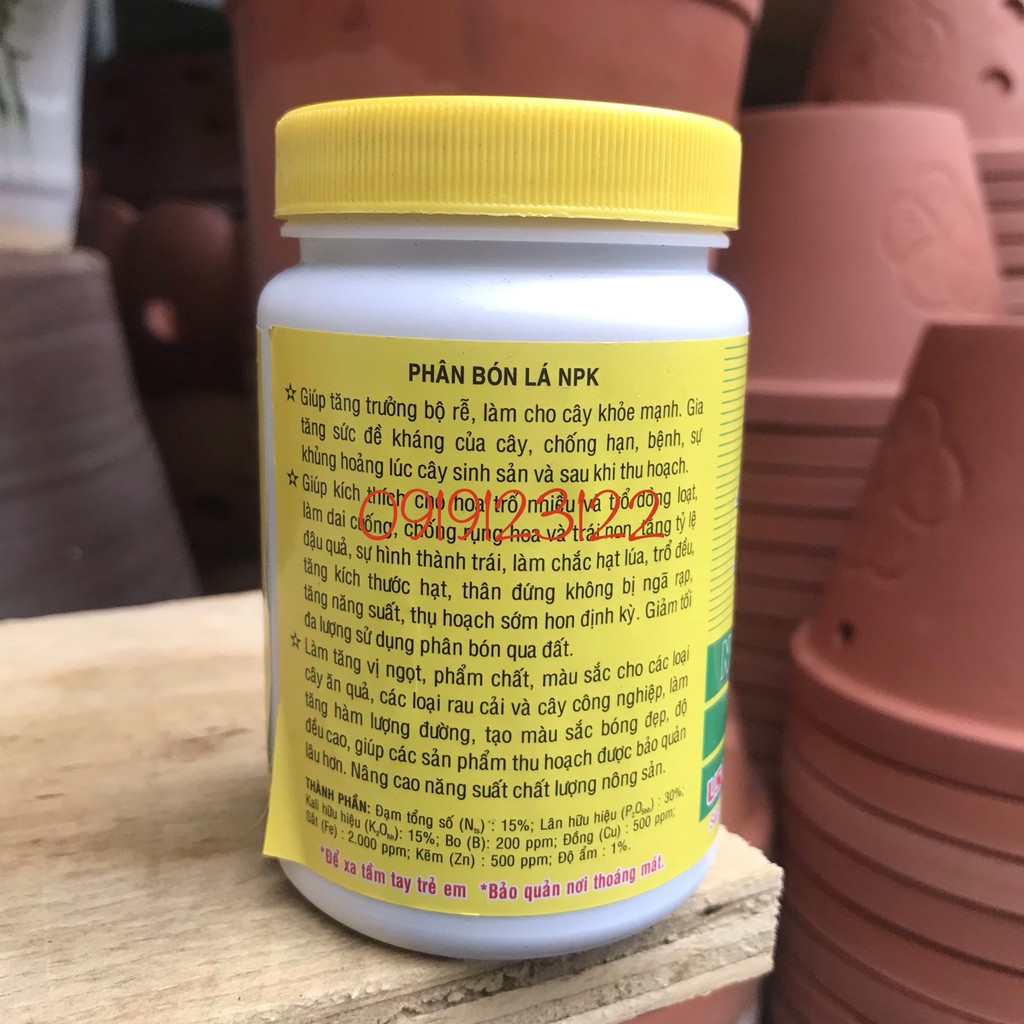 PHÂN BÓN LÁ NPK
☆ Giúp tăng trưởng bộ rễ, làm cho cây khỏe mạnh. Gia
tăng sức đề kháng của cây, chống hạn, bệnh, sự
khủng hoảng lúc cây sinh sản và sau khi thu hoạch.
☆ Giúp kích thích cho hoa trổ nhiều và trổ đồng loạt,
0919123122
làm dai cuống, chống rụng hoa và trái non, tăng tỷ lệ
đậu quả, sự hình thành trái, làm chắc hạt lúa, trổ đều,
tăng kích thước hạt, thân đứng không bị ngã rạp,
tăng năng suất, thụ hoạch sớm hon định kỳ. Giảm tối
đa lượng sử dụng phân bón qua đất.
☆ Làm tăng vị ngọt, phẩm chất, màu sắc cho các loại
cây ăn quả, các loại rau cải và cây công nghiệp, làm
tăng hàm lượng đường, tạo màu sắc bóng đẹp, độ
đều cao, giúp các sản phẩm thu hoạch được bảo quản
lâu hơn. Nâng cao năng suất chất lượng nông sản.
THÀNH PHẦN: Đạm tổng số (N_ts) : 15%; Lân hữu hiệu (P₂O₅hh) : 30%;
Kali hữu hiệu (K₂Ohh): 15%; Bo (B): 200 ppm; Đồng (Cu) : 500 ppm;
Sắt (Fe) : 2.000 ppm; Kẽm (Zn) : 500 ppm; Độ ẩm : 1%.
*Để xa tầm tay trẻ em *Bảo quản nơi thoáng mát.